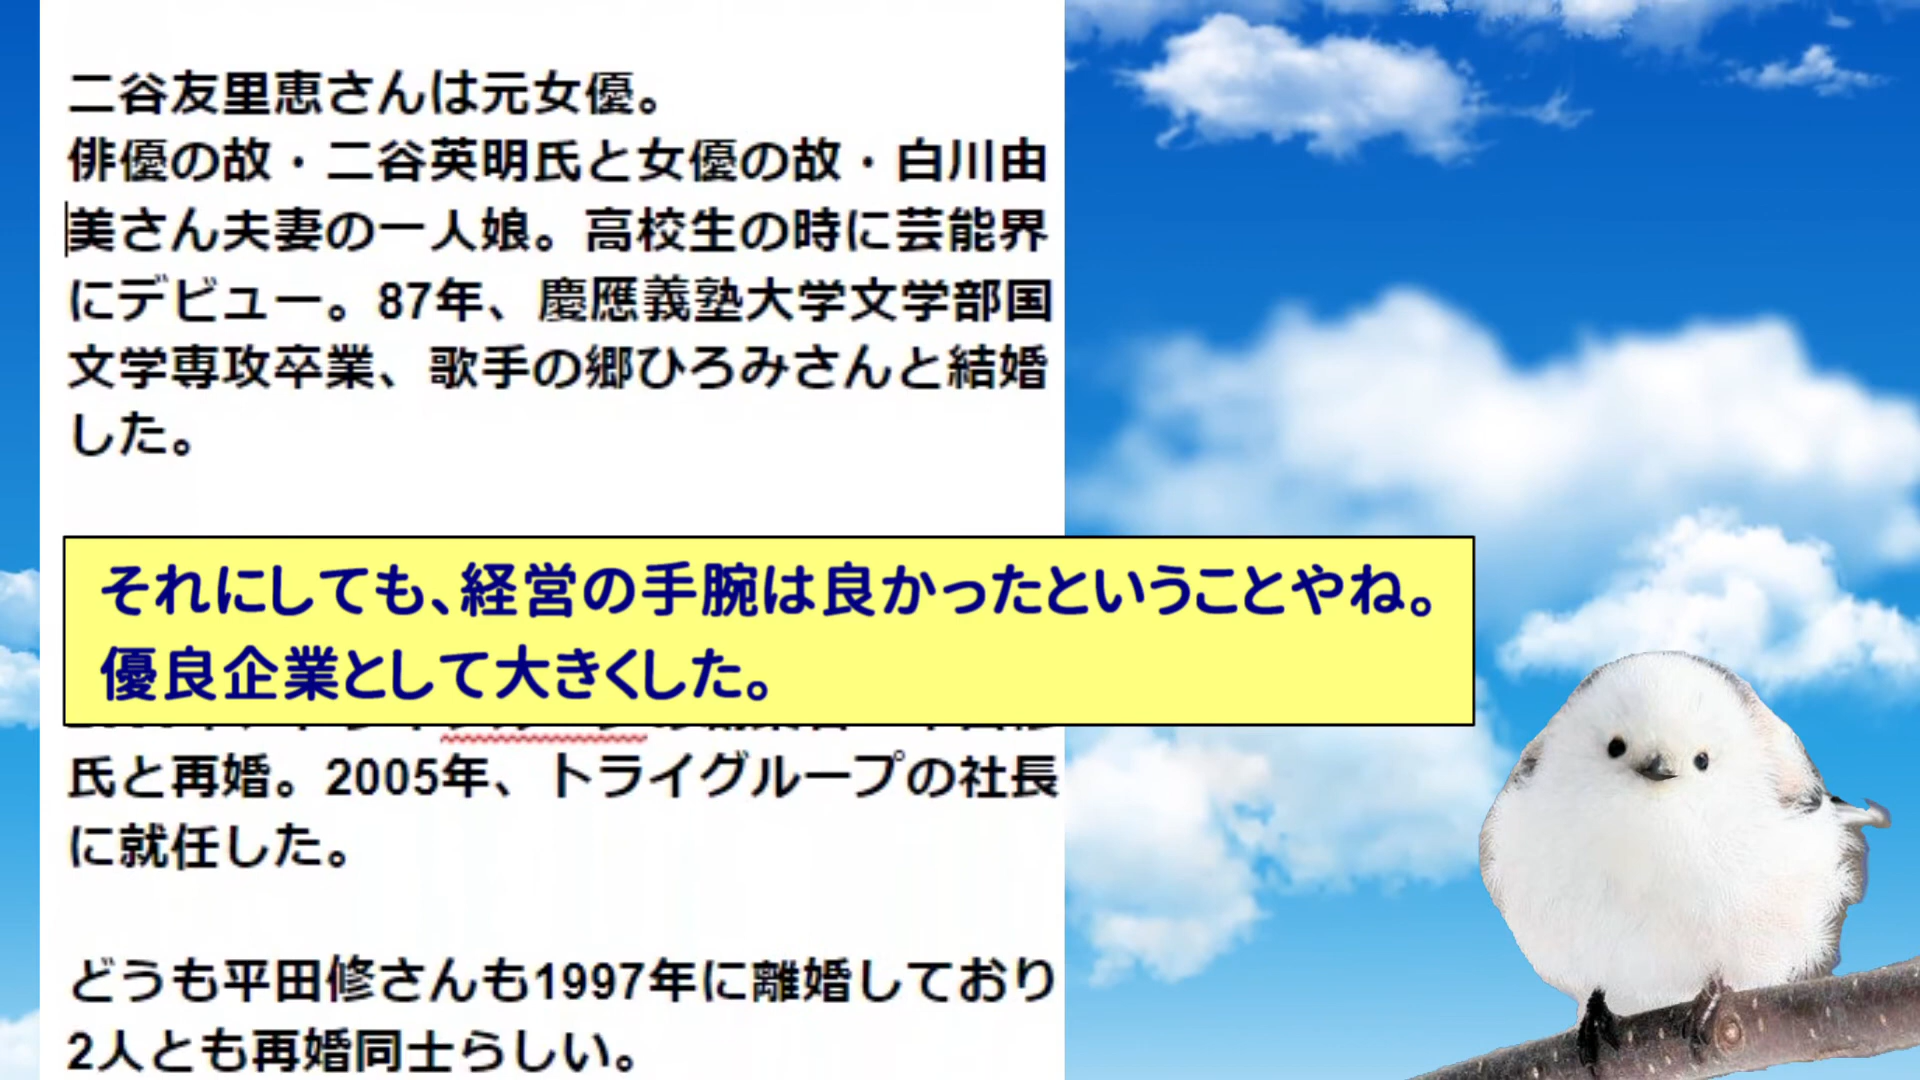 二谷友里恵さんは元女優。
俳優の故・二谷英明氏と女優の故・白川由
美さん夫妻の一人娘。高校生の時に芸能界
にデビュー。87年、慶應義塾大学文学部国
文学専攻卒業、歌手の郷ひろみさんと結婚
した。
それにしても、経営の手腕は良かったということやね。
優良企業として大きくした。
氏と再婚。2005年、トライグループの社長
に就任した。
どうも平田修さんも1997年に離婚しており
2人とも再婚同士らしい。